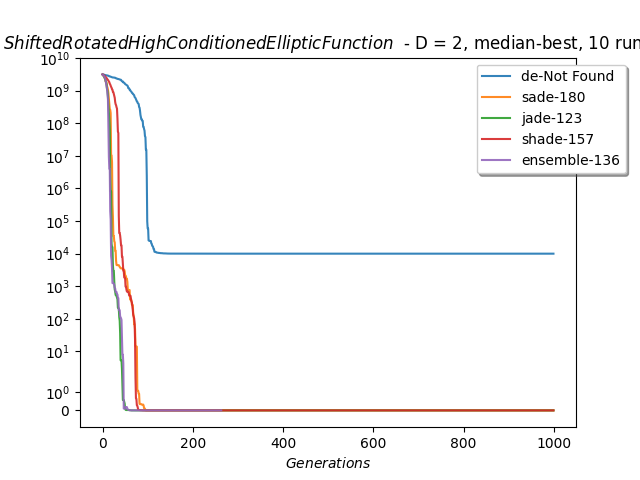 ShiftedRotatedHighConditionedEllipticFunction - D = 2, median-best, 10 run
10^10
10^9
10^8
10^7
10^6
10^5
10^4
10^3
10^2
10^1
10^0
0
de-Not Found
sade-180
jade-123
shade-157
ensemble-136
0 200 400 600 800 1000
Generations